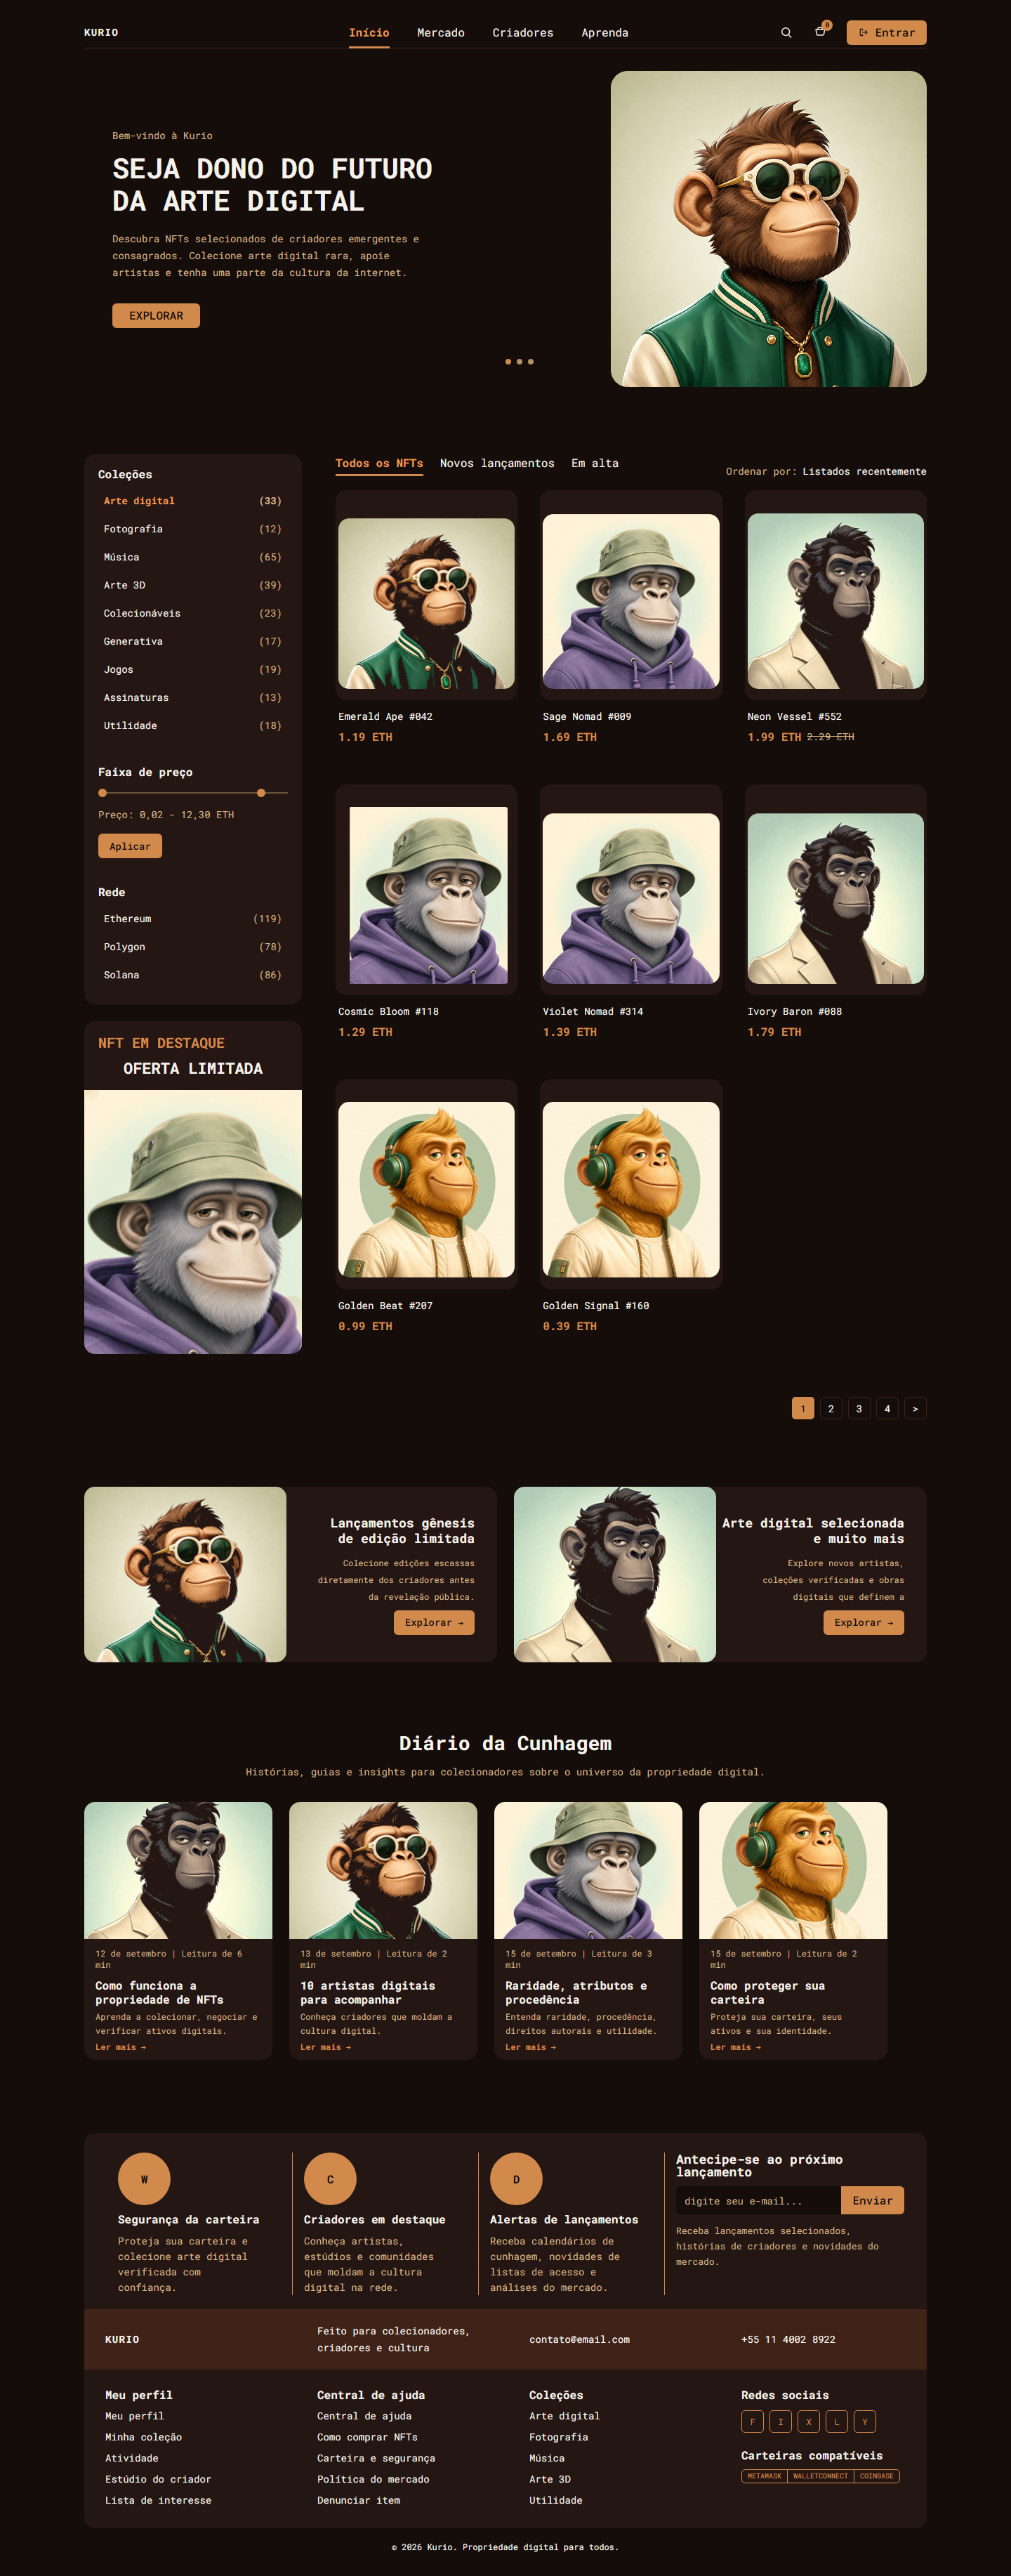 KURIO
Início
Mercado
Criadores
Aprenda
0
Entrar
Bem-vindo à Kurio
SEJA DONO DO FUTURO
DA ARTE DIGITAL
Descubra NFTs selecionados de criadores emergentes e
consagrados. Colecione arte digital rara, apoie
artistas e tenha uma parte da cultura da internet.
EXPLORAR
Coleções
Arte digital (33)
Fotografia (12)
Música (65)
Arte 3D (39)
Colecionáveis (23)
Generativa (17)
Jogos (19)
Assinaturas (13)
Utilidade (18)
Faixa de preço
Preço: 0,02 - 12,30 ETH
Aplicar
Rede
Ethereum (119)
Polygon (78)
Solana (86)
NFT EM DESTAQUE
OFERTA LIMITADA
Todos os NFTs
Novos lançamentos
Em alta
Ordenar por: Listados recentemente
Emerald Ape #042
1.19 ETH
Sage Nomad #009
1.69 ETH
Neon Vessel #552
1.99 ETH 2.29 ETH
Cosmic Bloom #118
1.29 ETH
Violet Nomad #314
1.39 ETH
Ivory Baron #088
1.79 ETH
Golden Beat #207
0.99 ETH
Golden Signal #160
0.39 ETH
1
2
3
4
>
Lançamentos gênesis
de edição limitada
Colecione edições escassas
diretamente dos criadores antes
da revelação pública.
Explorar →
Arte digital selecionada
e muito mais
Explore novos artistas,
coleções verificadas e obras
digitais que definem a
Explorar →
Diário da Cunhagem
Histórias, guias e insights para colecionadores sobre o universo da propriedade digital.
12 de setembro | Leitura de 6
min
Como funciona a
propriedade de NFTs
Aprenda a colecionar, negociar e
verificar ativos digitais.
Ler mais →
13 de setembro | Leitura de 2
min
10 artistas digitais
para acompanhar
Conheça criadores que moldam a
cultura digital.
Ler mais →
15 de setembro | Leitura de 3
min
Raridade, atributos e
procedência
Entenda raridade, procedência,
direitos autorais e utilidade.
Ler mais →
15 de setembro | Leitura de 2
min
Como proteger sua
carteira
Proteja sua carteira, seus
ativos e sua identidade.
Ler mais →
W
Segurança da carteira
Proteja sua carteira e
colecione arte digital
verificada com
confiança.
C
Criadores em destaque
Conheça artistas,
estúdios e comunidades
que moldam a cultura
digital na rede.
D
Alertas de lançamentos
Receba calendários de
cunhagem, novidades de
listas de acesso e
análises do mercado.
Antecipe-se ao próximo
lançamento
digite seu e-mail...
Enviar
Receba lançamentos selecionados,
histórias de criadores e novidades do
mercado.
KURIO
Feito para colecionadores,
criadores e cultura
contato@email.com
+55 11 4002 8922
Meu perfil
Meu perfil
Minha coleção
Atividade
Estúdio do criador
Lista de interesse
Central de ajuda
Central de ajuda
Como comprar NFTs
Carteira e segurança
Política do mercado
Denunciar item
Coleções
Arte digital
Fotografia
Música
Arte 3D
Utilidade
Redes sociais
F
I
X
L
Y
Carteiras compatíveis
METAMASK
WALLETCONNECT
COINBASE
© 2026 Kurio. Propriedade digital para todos.